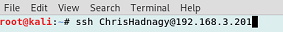 File Edit View Search Terminal Help
root@kali:~# ssh ChrisHadnagy@192.168.3.201